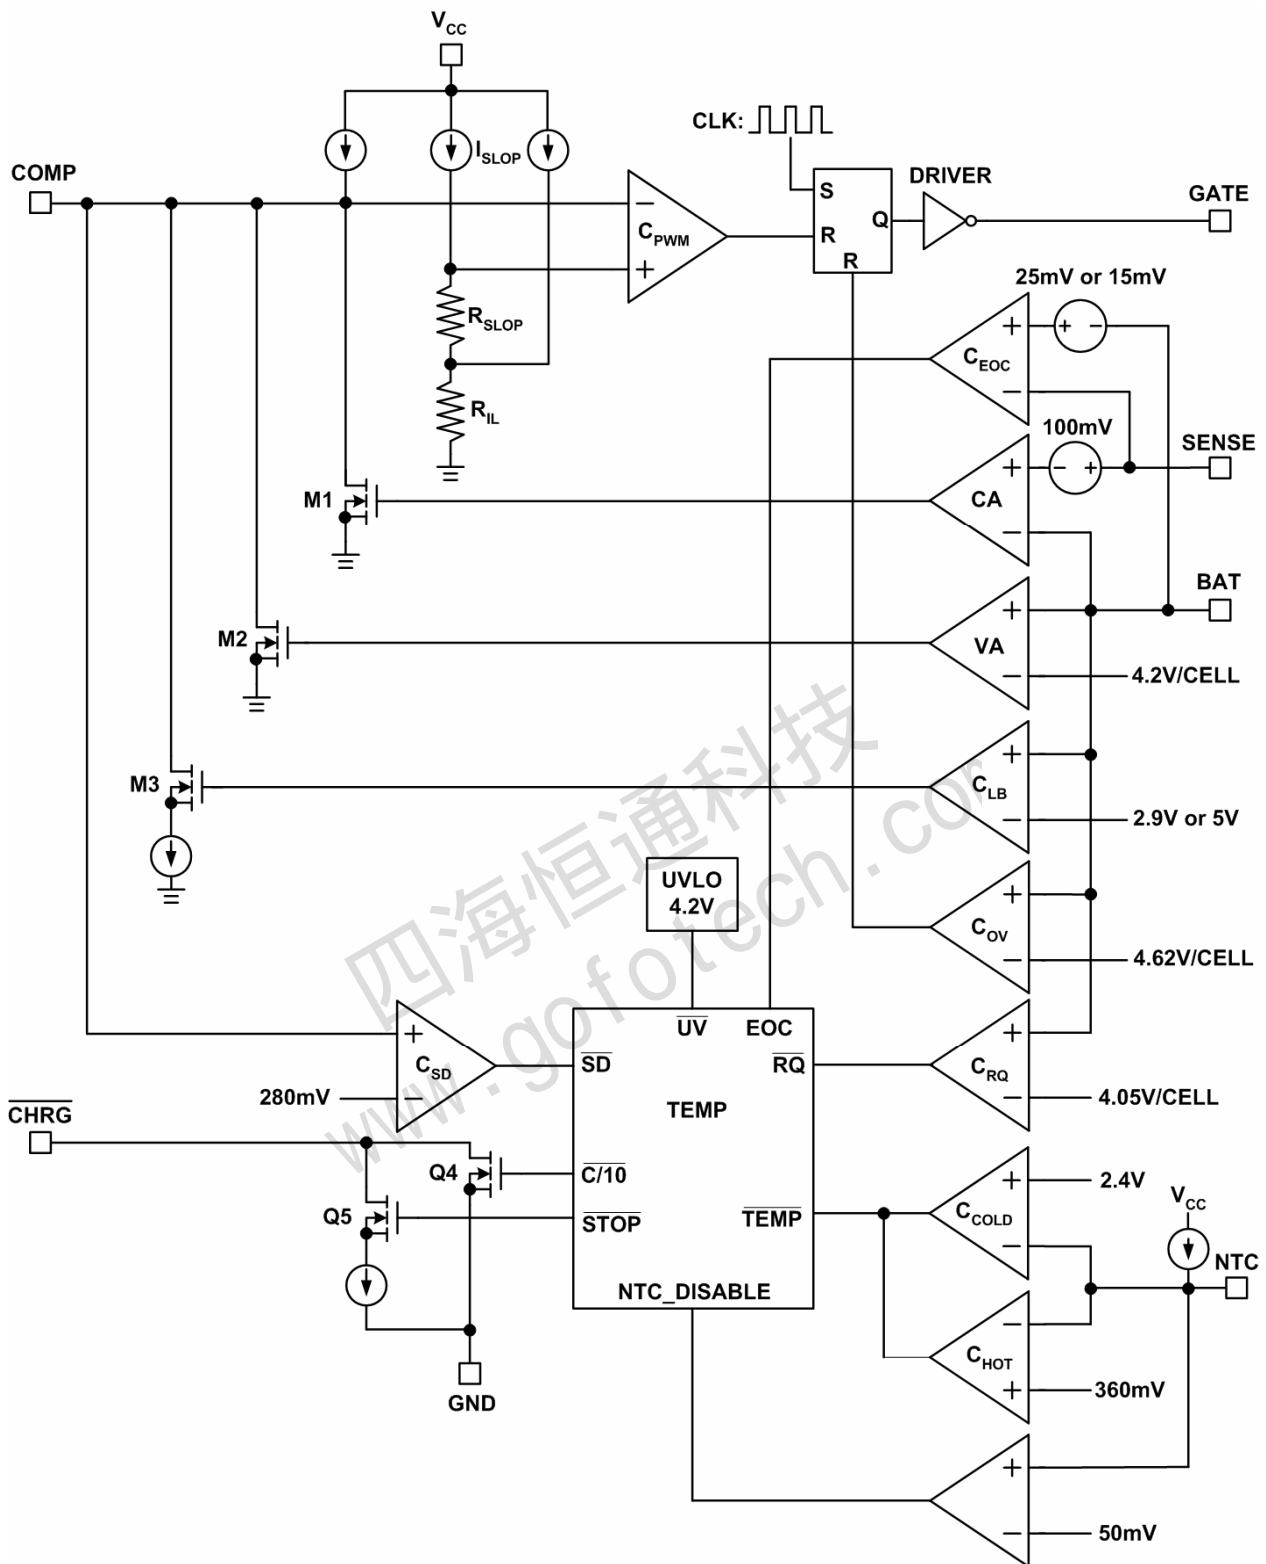 VCC
CLK:
ISLOP
COMP
DRIVER
GATE
S
Q
−
CPWM
R
+
R
25mV or 15mV
RSLOP
+
+ −
CEOC
−
RIL
100mV
SENSE
+
− +
M1
CA
−
BAT
+
M2
VA
−
4.2V/CELL
+
M3
CLB
−
2.9V or 5V
四海恒通科技
www.gofotech.com
UVLO
4.2V
+
COV
−
4.62V/CELL
UV
EOC
+
+
CSD
SD
RQ
CRQ
280mV
−
−
4.05V/CELL
CHRG
TEMP
Q4
C/10
+
2.4V
Q5
STOP
TEMP
CCOLD
VCC
−
NTC
NTC_DISABLE
−
CHOT
+
360mV
GND
+
−
50mV